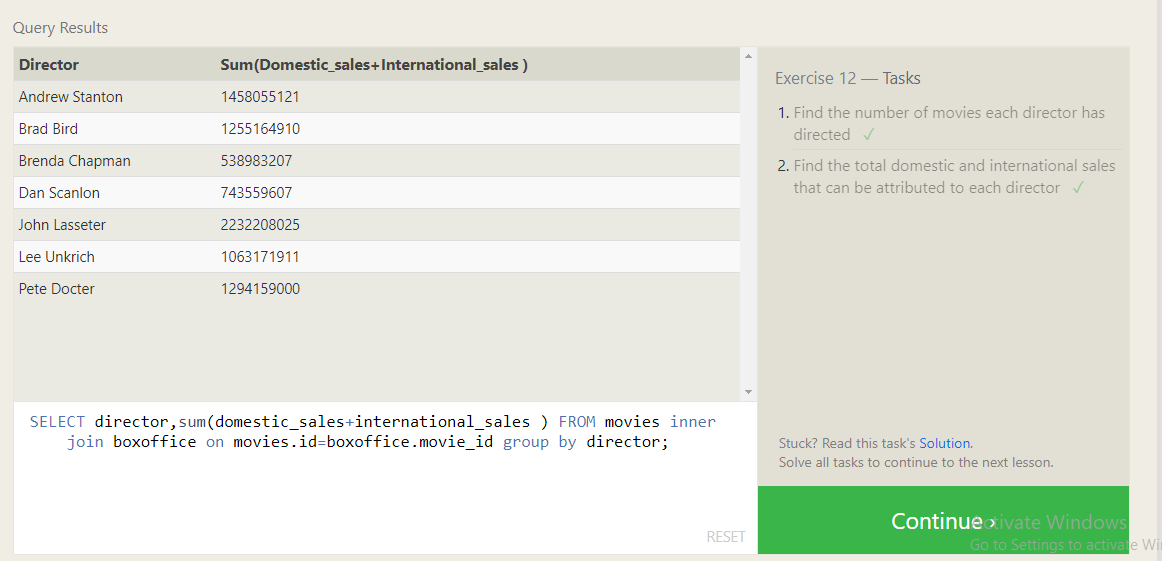 Query Results
Director Sum(Domestic_sales+International_sales )
Andrew Stanton 1458055121
Brad Bird 1255164910
Brenda Chapman 538983207
Dan Scanlon 743559607
John Lasseter 2232208025
Lee Unkrich 1063171911
Pete Docter 1294159000
SELECT director,sum(domestic_sales+international_sales ) FROM movies inner
join boxoffice on movies.id=boxoffice.movie_id group by director;
RESET
Exercise 12 — Tasks
1. Find the number of movies each director has
directed ✓
2. Find the total domestic and international sales
that can be attributed to each director ✓
Stuck? Read this task's Solution.
Solve all tasks to continue to the next lesson.
Continue ›
Activate Windows
Go to Settings to activate Wi